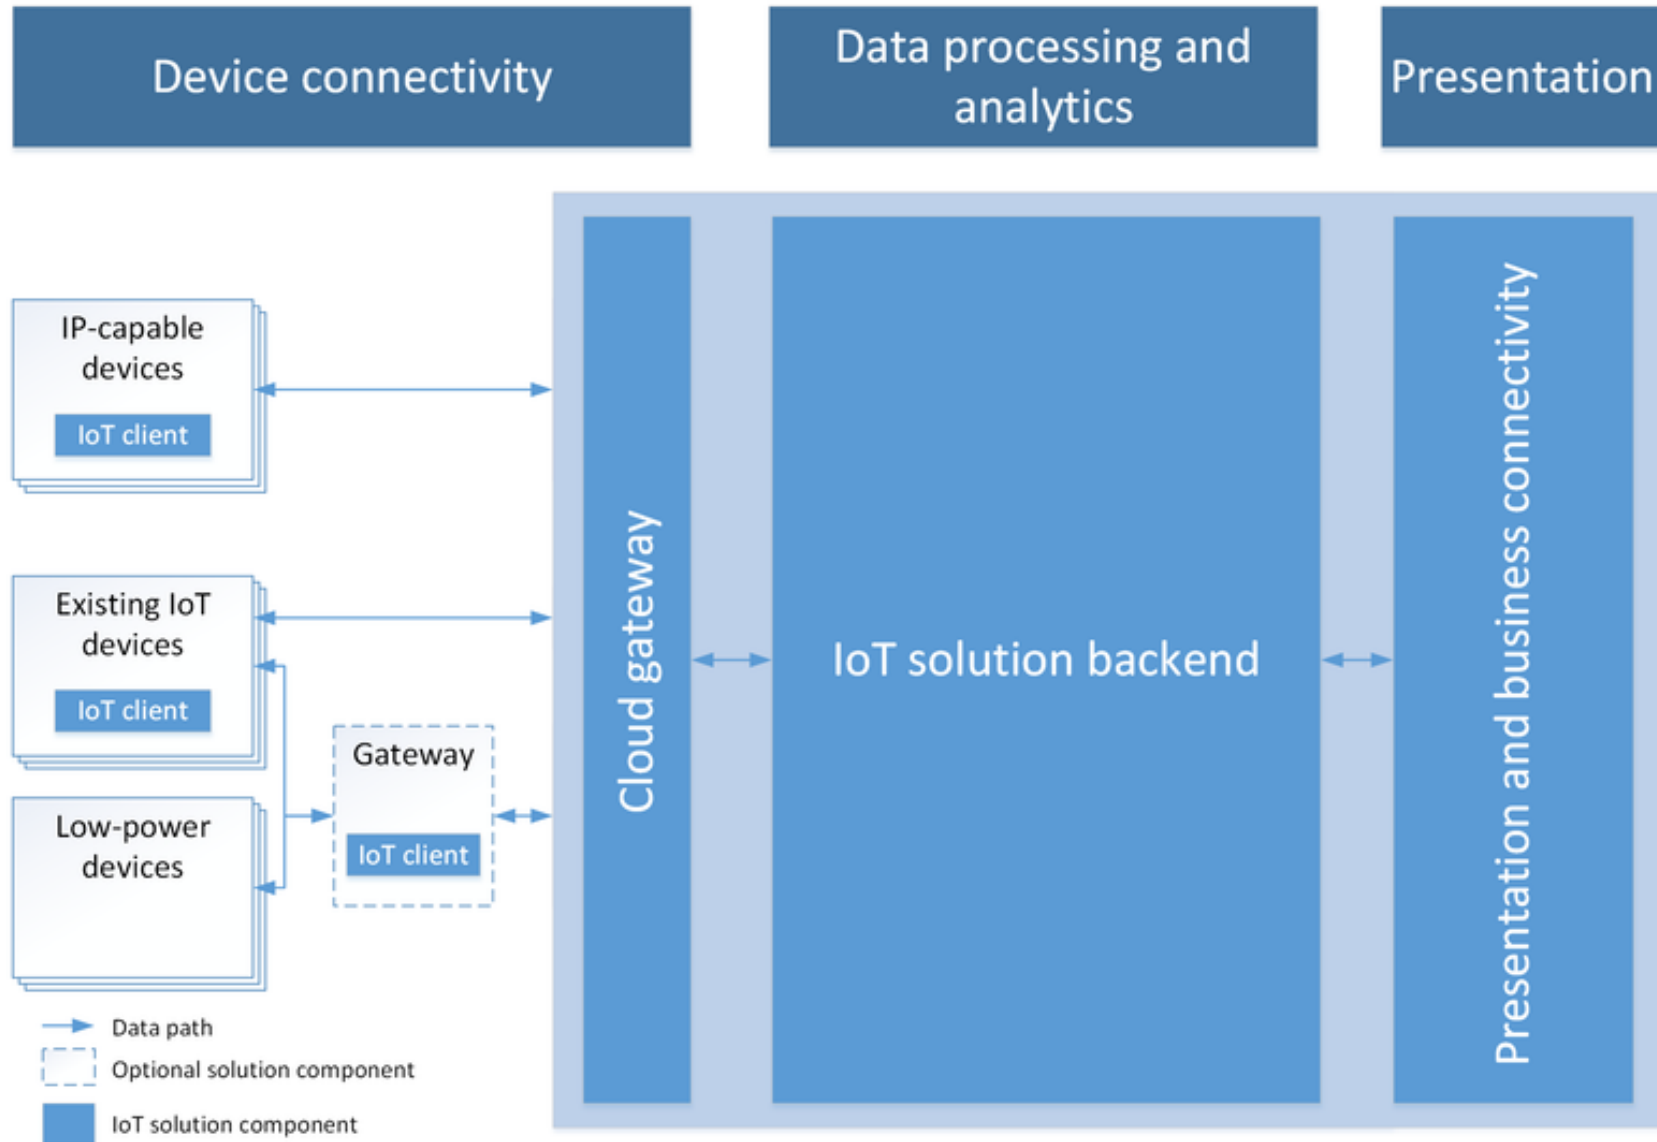 Device connectivity
Data processing and
analytics
Presentation
IP-capable
devices
IoT client
Existing IoT
devices
IoT client
Low-power
devices
Gateway
IoT client
Cloud gateway
IoT solution backend
Presentation and business connectivity
Data path
Optional solution component
IoT solution component